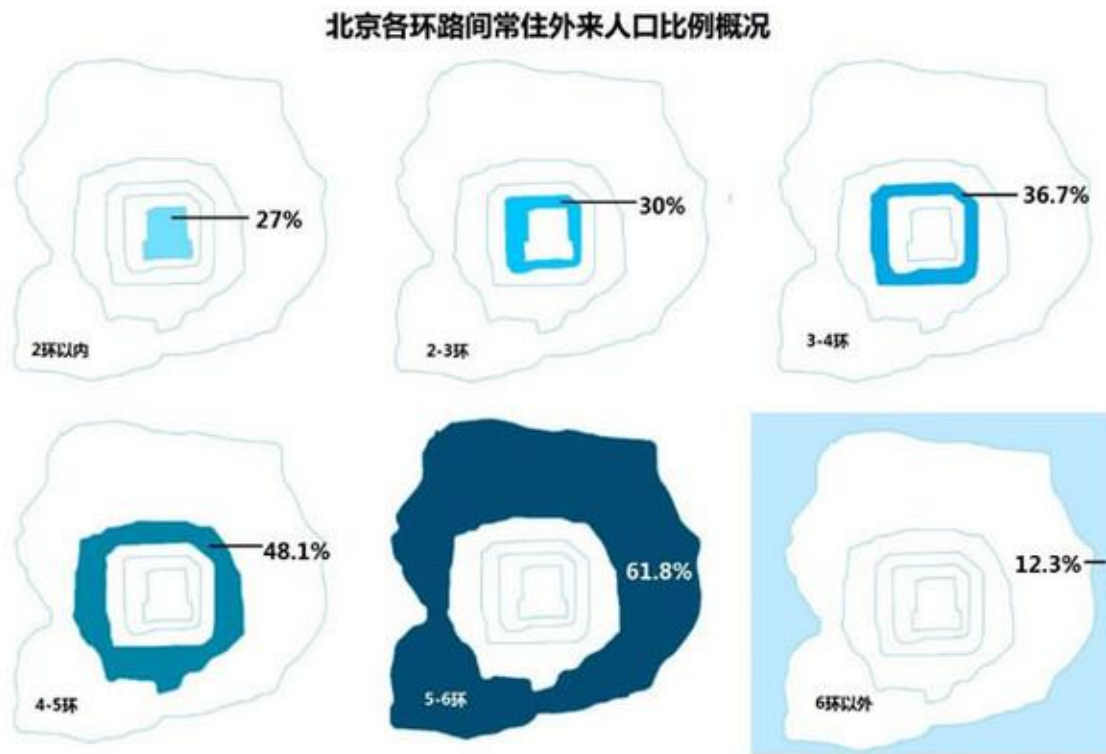 北京各环路间常住外来人口比例概况
27%
2环以内
30%
2-3环
36.7%
3-4环
48.1%
4-5环
61.8%
5-6环
12.3%
6环以外